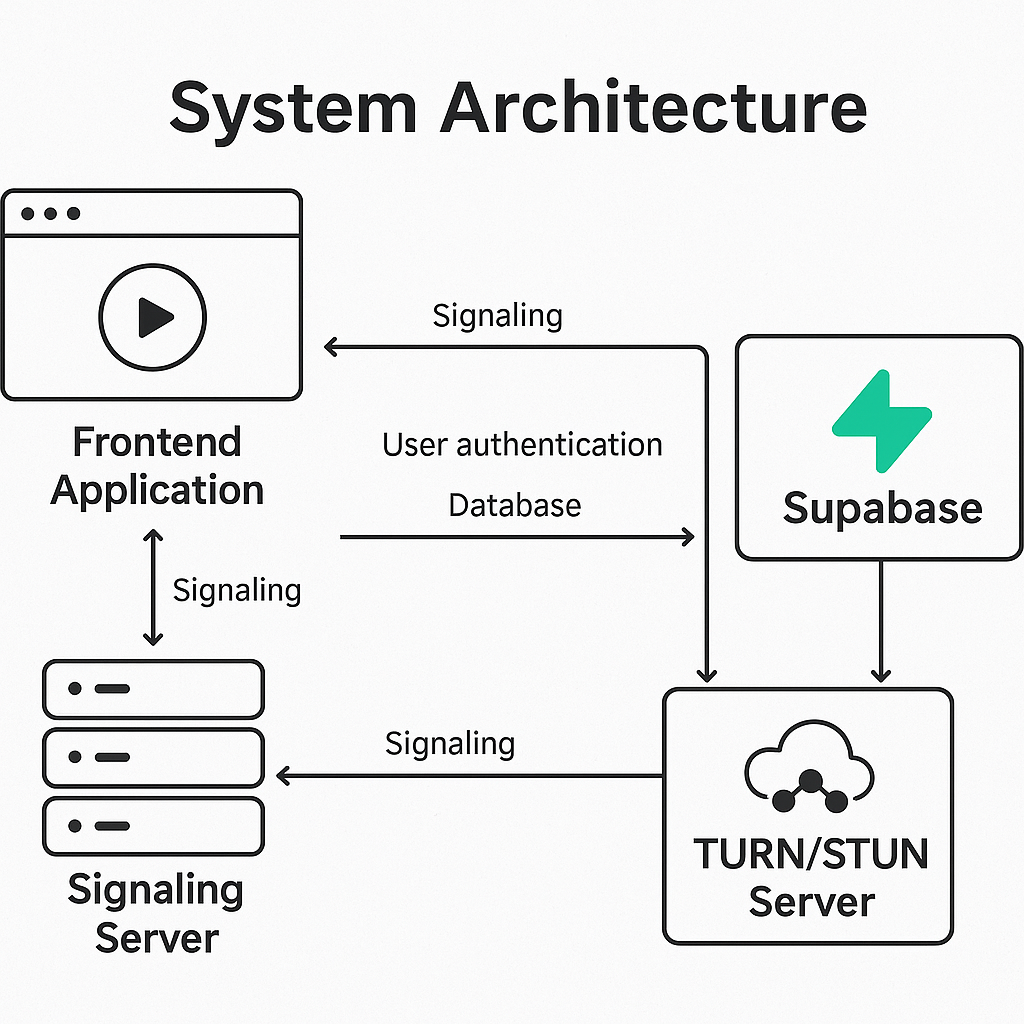 System Architecture
Signaling
Frontend
Application
User authentication
Database
Supabase
Signaling
Signaling
TURN/STUN
Server
Signaling
Server